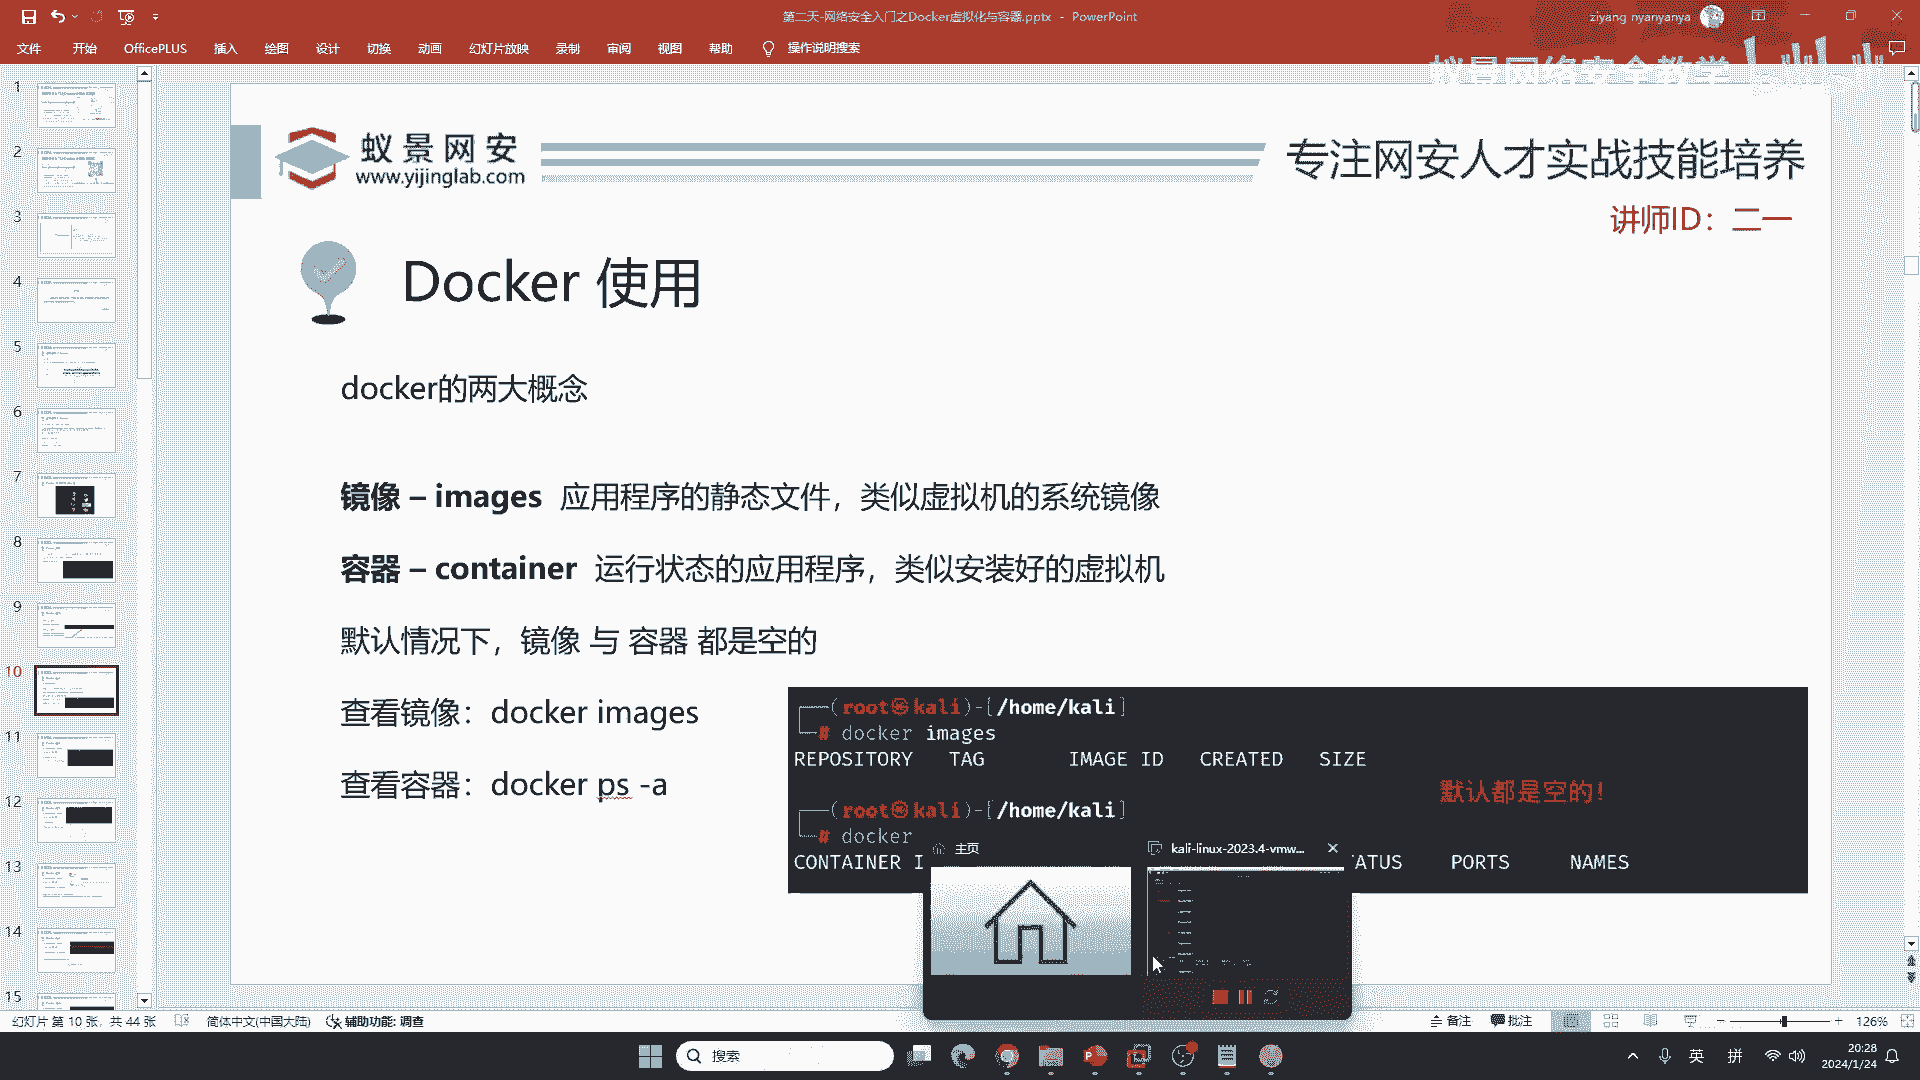 第二天-网络安全入门之Docker虚拟化与容器.pptx - PowerPoint
ziyang nyanyanya
文件 开始 OfficePLUS 插入 绘图 设计 切换 动画 幻灯片放映 录制 审阅 视图 帮助 操作说明搜索
蚁景网络安全教学
bilibili
蚁景网安
www.yijinglab.com
专注网安人才实战技能培养
讲师ID：二一
Docker 使用
docker的两大概念
镜像 – images 应用程序的静态文件，类似虚拟机的系统镜像
容器 – container 运行状态的应用程序，类似安装好的虚拟机
默认情况下，镜像 与 容器 都是空的
查看镜像：docker images
查看容器：docker ps -a
(root㉿kali)-[/home/kali]
# docker images
REPOSITORY TAG IMAGE ID CREATED SIZE
默认都是空的！
(root㉿kali)-[/home/kali]
# docker
CONTAINER I ATUS PORTS NAMES
主页
kali-linux-2023.4-vmw...
1
2
3
4
5
6
7
8
9
10
11
12
13
14
15
幻灯片 第 10 张，共 44 张 简体中文(中国大陆) 辅助功能: 调查
备注 批注 126%
搜索
英 拼
20:28
2024/1/24